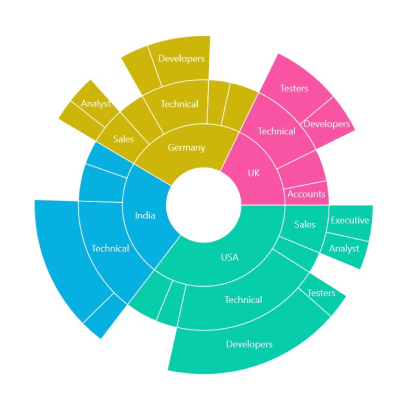 Developers
Testers
Analyst
Technical
Technical
Developers
Sales
Germany
UK
Accounts
India
Sales
Executive
Technical
USA
Analyst
Technical
Testers
Developers